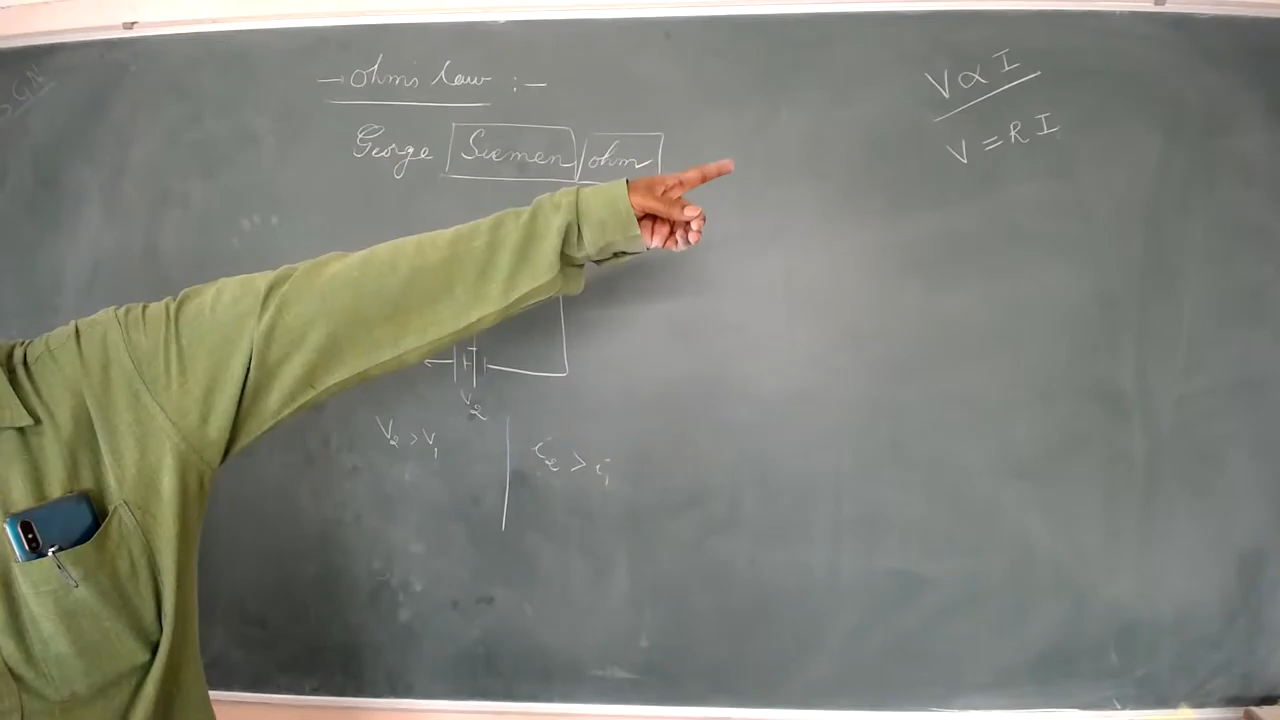 → Ohm's Law :-
George Siemen/ohm
V ∝ I
V = R I
V₂
V₂ > V₁
i₂ > i₁